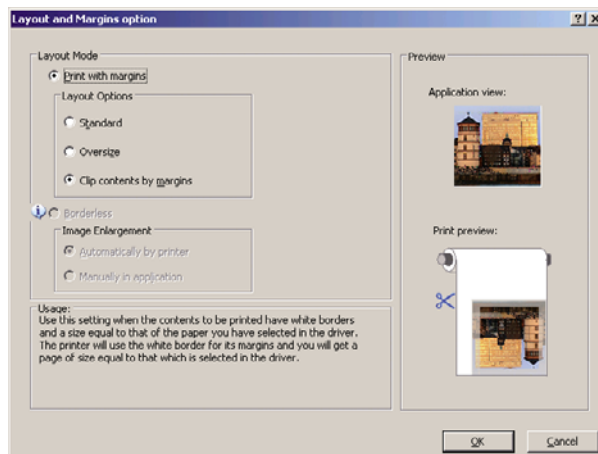 Layout and Margins option
Layout Mode
Print with margins
Layout Options
Standard
Oversize
Clip contents by margins
Borderless
Image Enlargement
Automatically by printer
Manually in application
Usage:
Use this setting when the contents to be printed have white borders
and a size equal to that of the paper you have selected in the driver.
The printer will use the white border for its margins and you will get a
page of size equal to that which is selected in the driver.
Preview
Application view:
Print preview:
OK
Cancel